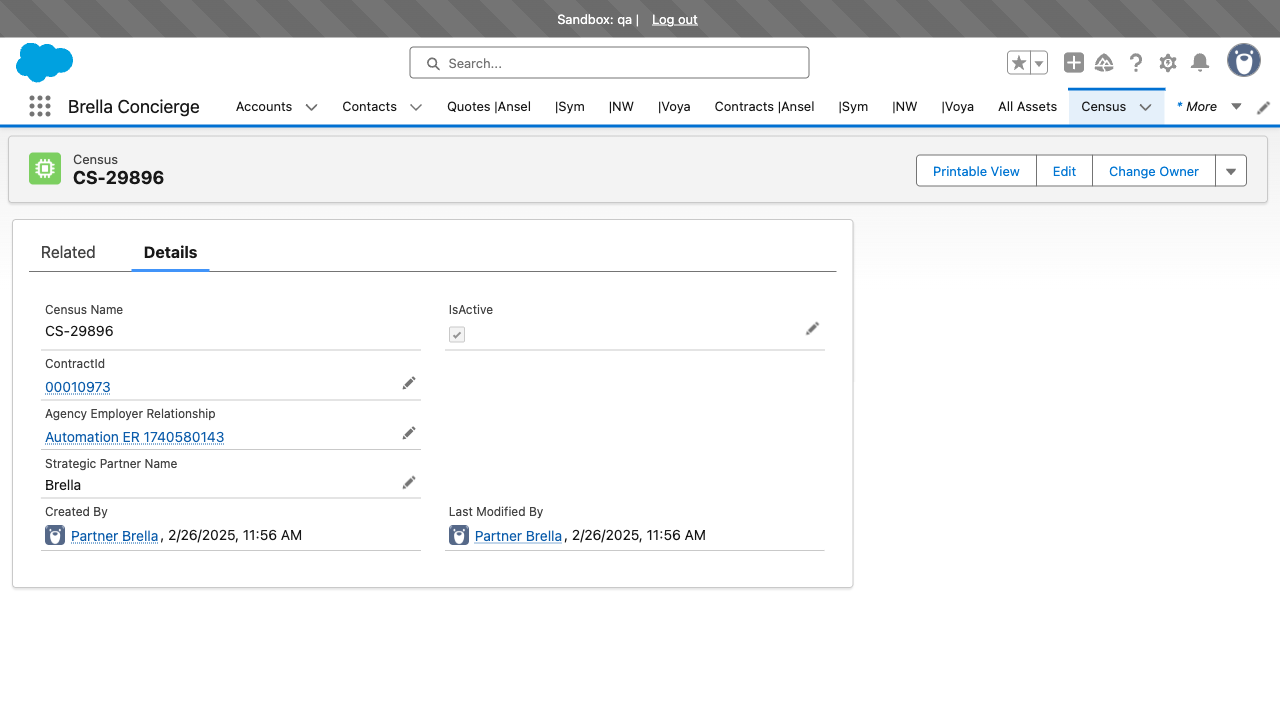 Sandbox: qa | Log out
Search...
Brella Concierge
Accounts
Contacts
Quotes |Ansel
|Sym
|NW
|Voya
Contracts |Ansel
|Sym
|NW
|Voya
All Assets
Census
* More
Census
CS-29896
Printable View
Edit
Change Owner
Related
Details
Census Name
CS-29896
IsActive
ContractId
00010973
Agency Employer Relationship
Automation ER 1740580143
Strategic Partner Name
Brella
Created By
Partner Brella, 2/26/2025, 11:56 AM
Last Modified By
Partner Brella, 2/26/2025, 11:56 AM